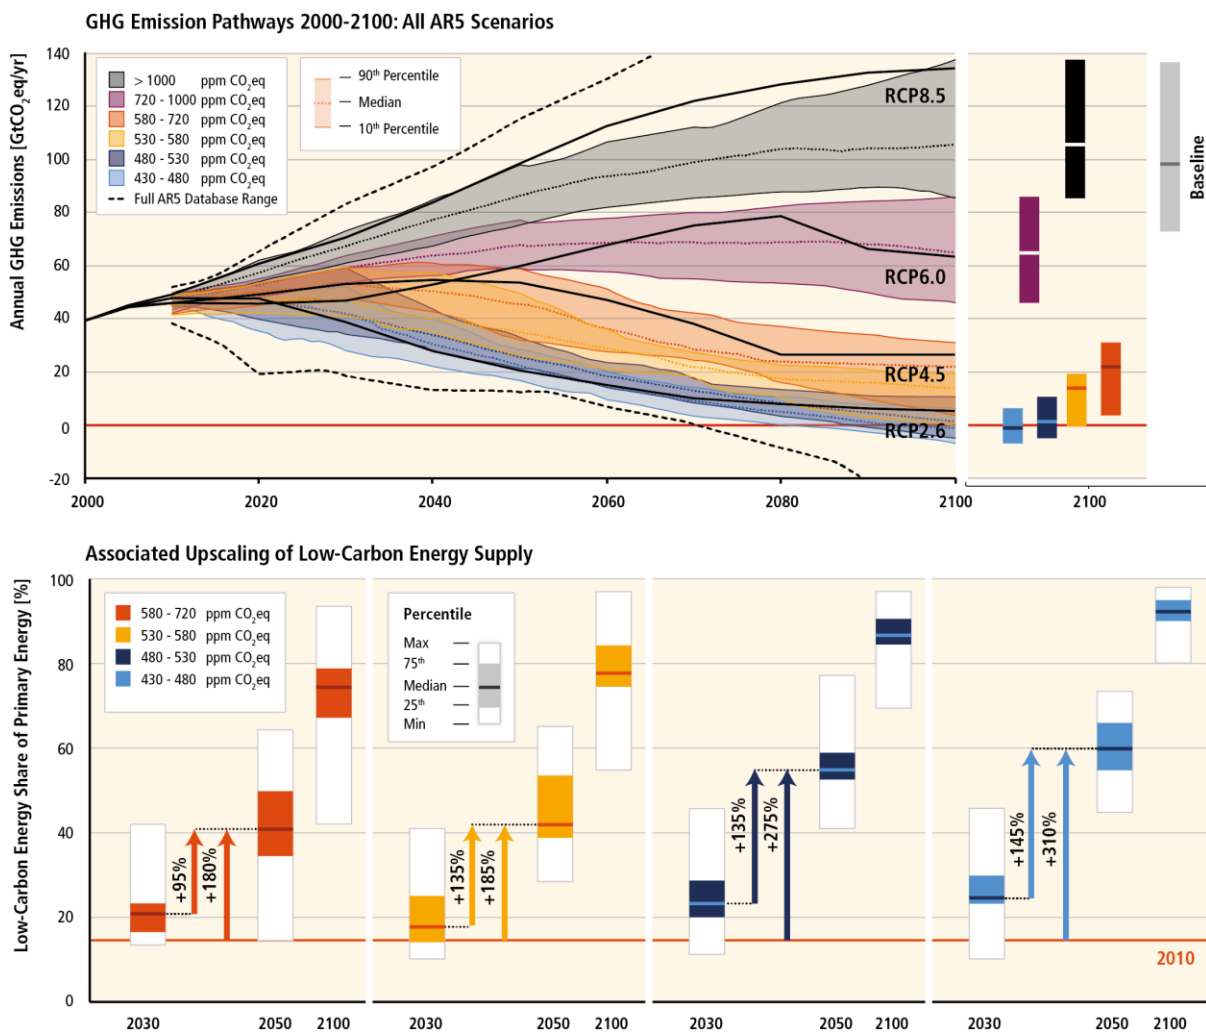 GHG Emission Pathways 2000-2100: All AR5 Scenarios
Annual GHG Emissions [GtCO2eq/yr]
140
120
100
80
60
40
20
0
-20
> 1000 ppm CO2eq
720 - 1000 ppm CO2eq
580 - 720 ppm CO2eq
530 - 580 ppm CO2eq
480 - 530 ppm CO2eq
430 - 480 ppm CO2eq
Full AR5 Database Range
90th Percentile
Median
10th Percentile
RCP8.5
RCP6.0
RCP4.5
RCP2.6
Baseline
2000
2020
2040
2060
2080
2100
2100
Associated Upscaling of Low-Carbon Energy Supply
Low-Carbon Energy Share of Primary Energy [%]
100
80
60
40
20
0
580 - 720 ppm CO2eq
530 - 580 ppm CO2eq
480 - 530 ppm CO2eq
430 - 480 ppm CO2eq
Percentile
Max
75th
Median
25th
Min
+95%
+180%
+135%
+185%
+135%
+275%
+145%
+310%
2010
2030
2050
2100
2030
2050
2100
2030
2050
2100
2030
2050
2100